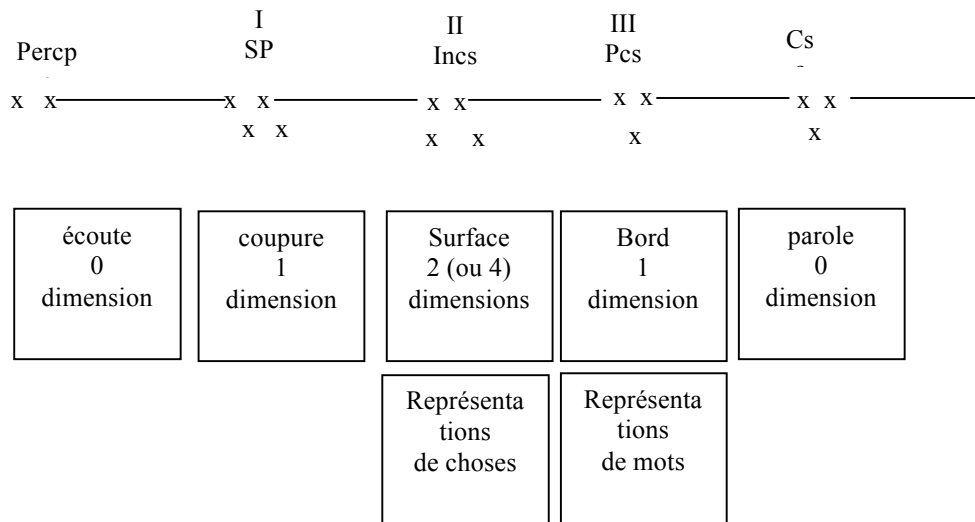 I II III
Percp SP Incs Pcs Cs
x x x x x x x x x x
x x x x x x
écoute coupure Surface Bord parole
0 1 2 (ou 4) 1 0
dimension dimension dimensions dimension dimension
Représenta Représenta
tions tions
de choses de mots